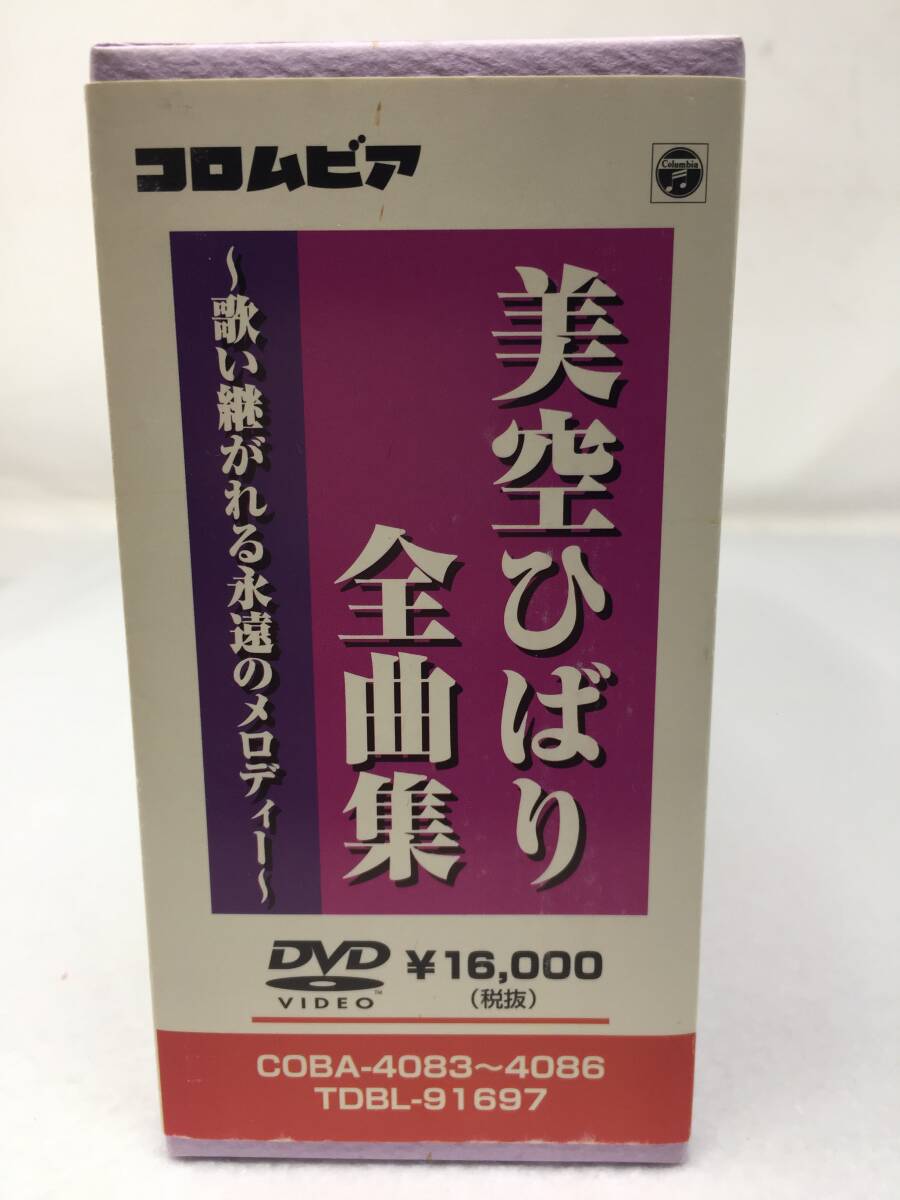 コロムビア
Columbia
美空ひばり
全曲集
～歌い継がれる永遠のメロディー～
DVD
VIDEO
TM
¥16,000
(税抜)
COBA-4083～4086
TDBL-91697